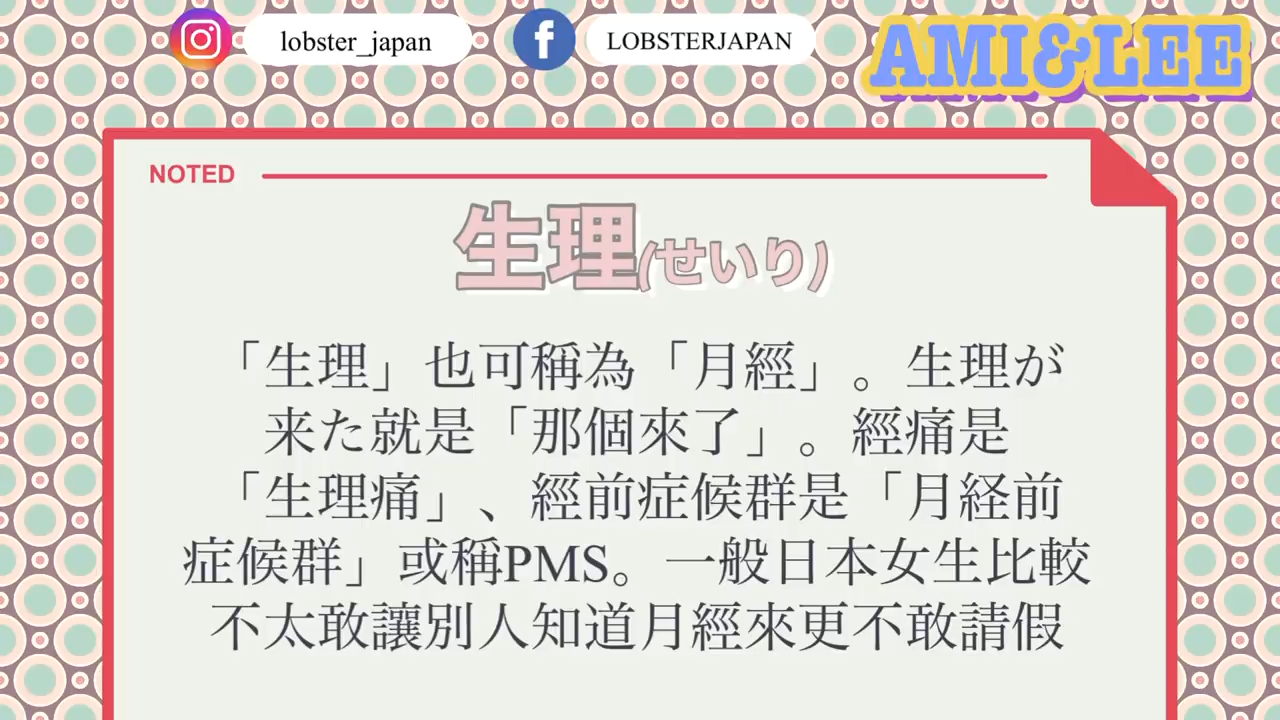 lobster_japan
LOBSTERJAPAN
AMI&LEE
NOTED
生理(せいり)
「生理」也可稱為「月經」。生理が
来た就是「那個來了」。經痛是
「生理痛」、經前症候群是「月経前
症候群」或稱PMS。一般日本女生比較
不太敢讓別人知道月經來更不敢請假